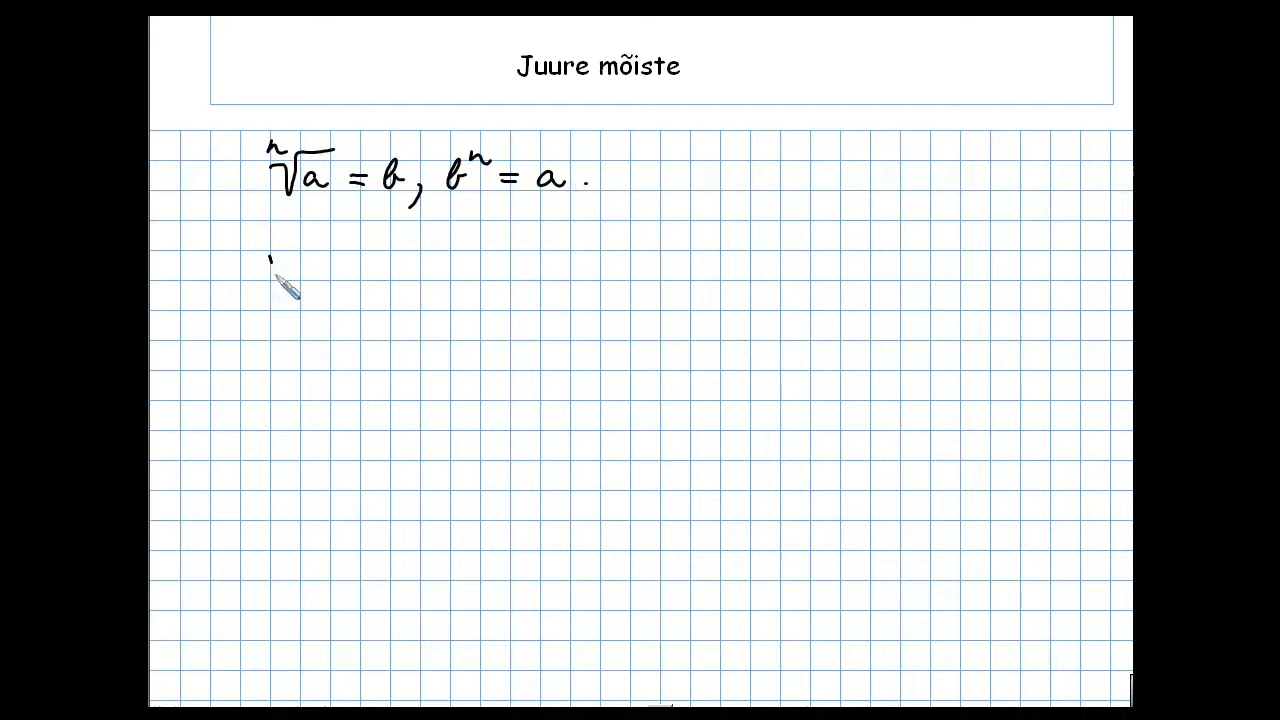 Juure mõiste
ⁿ√a = b, bⁿ = a .